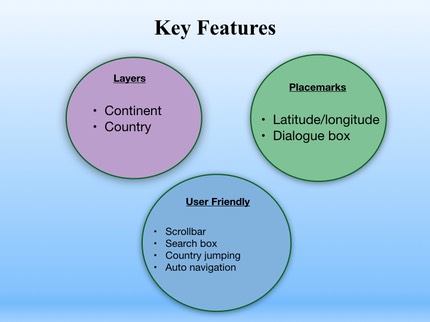 Key Features
Layers
• Continent
• Country
Placemarks
• Latitude/longitude
• Dialogue box
User Friendly
• Scrollbar
• Search box
• Country jumping
• Auto navigation